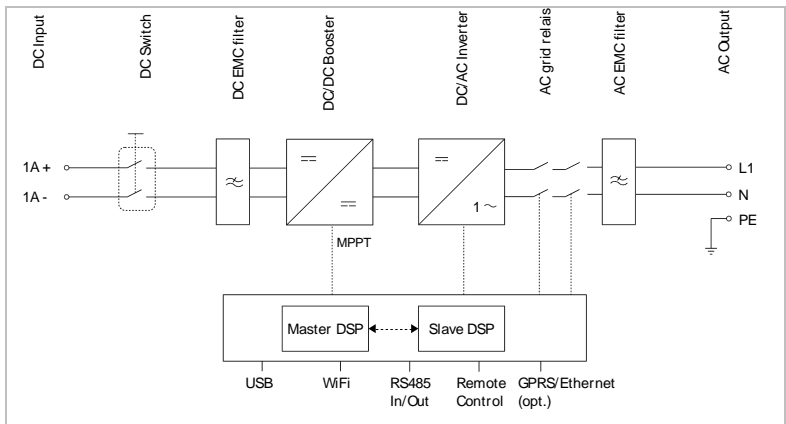 DC Input
DC Switch
DC EMC filter
DC/DC Booster
DC/AC Inverter
AC grid relais
AC EMC filter
AC Output
1A +
1A -
L1
N
PE
1 ~
MPPT
Master DSP
Slave DSP
USB
WiFi
RS485
In/Out
Remote
Control
GPRS/Ethernet
(opt.)